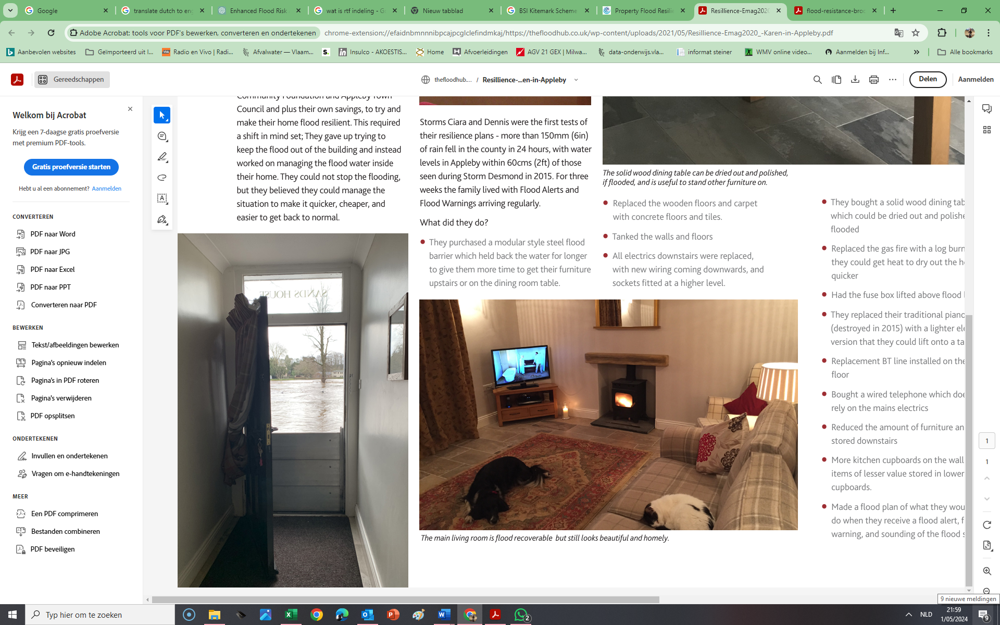 Google
translate dutch to en
Enhanced Flood Risk
wat is rtf indeling - G
Nieuw tabblad
BSI Kitemark Scheme
Property Flood Resilie
Resillience-Emag202
flood-resistance-bro
Adobe Acrobat: tools voor PDF's bewerken, converteren en ondertekenen
chrome-extension://efaidnbmnnnibpcajpcglclefindmkaj/https://thefloodhub.co.uk/wp-content/uploads/2021/05/Resillience-Emag2020_-Karen-in-Appleby.pdf
Aanbevolen websites
Geïmporteerd uit I...
Radio en Vivo | Radi...
Afvalwater — Vlaam...
Insulco - AKOESTIS...
Home
Afvoerleidingen
AGV 21 GEX | Milwa...
data-onderwijs.vla...
informat steiner
WMV online video...
Aanmelden bij Inf...
Alle bookmarks
Gereedschappen
thefloodhub.... / Resillience-...en-in-Appleby
Delen
Aanmelden
Welkom bij Acrobat
Krijg een 7-daagse gratis proefversie
met premium PDF-tools.
Gratis proefversie starten
Hebt u al een abonnement? Aanmelden
CONVERTEREN
PDF naar Word
PDF naar JPG
PDF naar Excel
PDF naar PPT
Converteren naar PDF
BEWERKEN
Tekst/afbeeldingen bewerken
Pagina's opnieuw indelen
Pagina's in PDF roteren
Pagina's verwijderen
PDF opsplitsen
ONDERTEKENEN
Invullen en ondertekenen
Vragen om e-handtekeningen
MEER
Een PDF comprimeren
Bestanden combineren
PDF beveiligen
Community Foundation and Appleby Town
Council and plus their own savings, to try and
make their home flood resilient. This required
a shift in mind set; They gave up trying to
keep the flood out of the building and instead
worked on managing the flood water inside
their home. They could not stop the flooding,
but they believed they could manage the
situation to make it quicker, cheaper, and
easier to get back to normal.
SANDS HOUSE
Storms Ciara and Dennis were the first tests of
their resilience plans - more than 150mm (6in)
of rain fell in the county in 24 hours, with water
levels in Appleby within 60cms (2ft) of those
seen during Storm Desmond in 2015. For three
weeks the family lived with Flood Alerts and
Flood Warnings arriving regularly.
What did they do?
They purchased a modular style steel flood
barrier which held back the water for longer
to give them more time to get their furniture
upstairs or on the dining room table.
The solid wood dining table can be dried out and polished,
if flooded, and is useful to stand other furniture on.
Replaced the wooden floors and carpet
with concrete floors and tiles.
Tanked the walls and floors
All electrics downstairs were replaced,
with new wiring coming downwards, and
sockets fitted at a higher level.
The main living room is flood recoverable but still looks beautiful and homely.
They bought a solid wood dining tab
which could be dried out and polishe
flooded
Replaced the gas fire with a log burn
they could get heat to dry out the h
quicker
Had the fuse box lifted above flood
They replaced their traditional piano
(destroyed in 2015) with a lighter ele
version that they could lift onto a ta
Replacement BT line installed on the
floor
Bought a wired telephone which doe
rely on the mains electrics
Reduced the amount of furniture an
stored downstairs
More kitchen cupboards on the wall
items of lesser value stored in lower
cupboards.
Made a flood plan of what they wou
do when they receive a flood alert, f
warning, and sounding of the flood s
1
1
9 nieuwe meldingen
Typ hier om te zoeken
2
NLD
21:59
1/05/2024
9